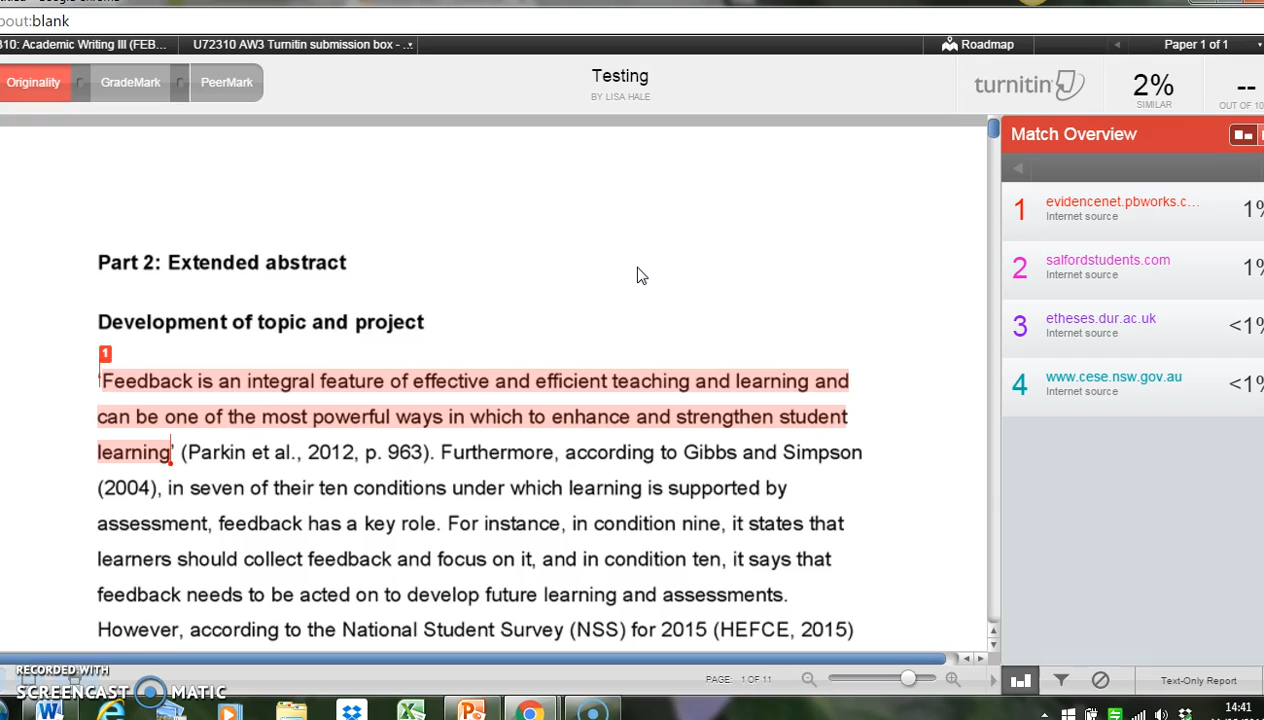 bout:blank
310: Academic Writing III (FEB... U72310 AW3 Turnitin submission box - ... Roadmap Paper 1 of 1
Originality GradeMark PeerMark Testing turnitin 2% --
BY LISA HALE SIMILAR OUT OF 10
Match Overview
1 evidencenet.pbworks.c... 1%
Internet source
2 salfordstudents.com 1%
Internet source
3 etheses.dur.ac.uk <1%
Internet source
4 www.cese.nsw.gov.au <1%
Internet source
Part 2: Extended abstract
Development of topic and project
1
‘Feedback is an integral feature of effective and efficient teaching and learning and
can be one of the most powerful ways in which to enhance and strengthen student
learning’ (Parkin et al., 2012, p. 963). Furthermore, according to Gibbs and Simpson
(2004), in seven of their ten conditions under which learning is supported by
assessment, feedback has a key role. For instance, in condition nine, it states that
learners should collect feedback and focus on it, and in condition ten, it says that
feedback needs to be acted on to develop future learning and assessments.
However, according to the National Student Survey (NSS) for 2015 (HEFCE, 2015)
PAGE: 1 OF 11 Text-Only Report
RECORDED WITH
SCREENCAST MATIC
14:41